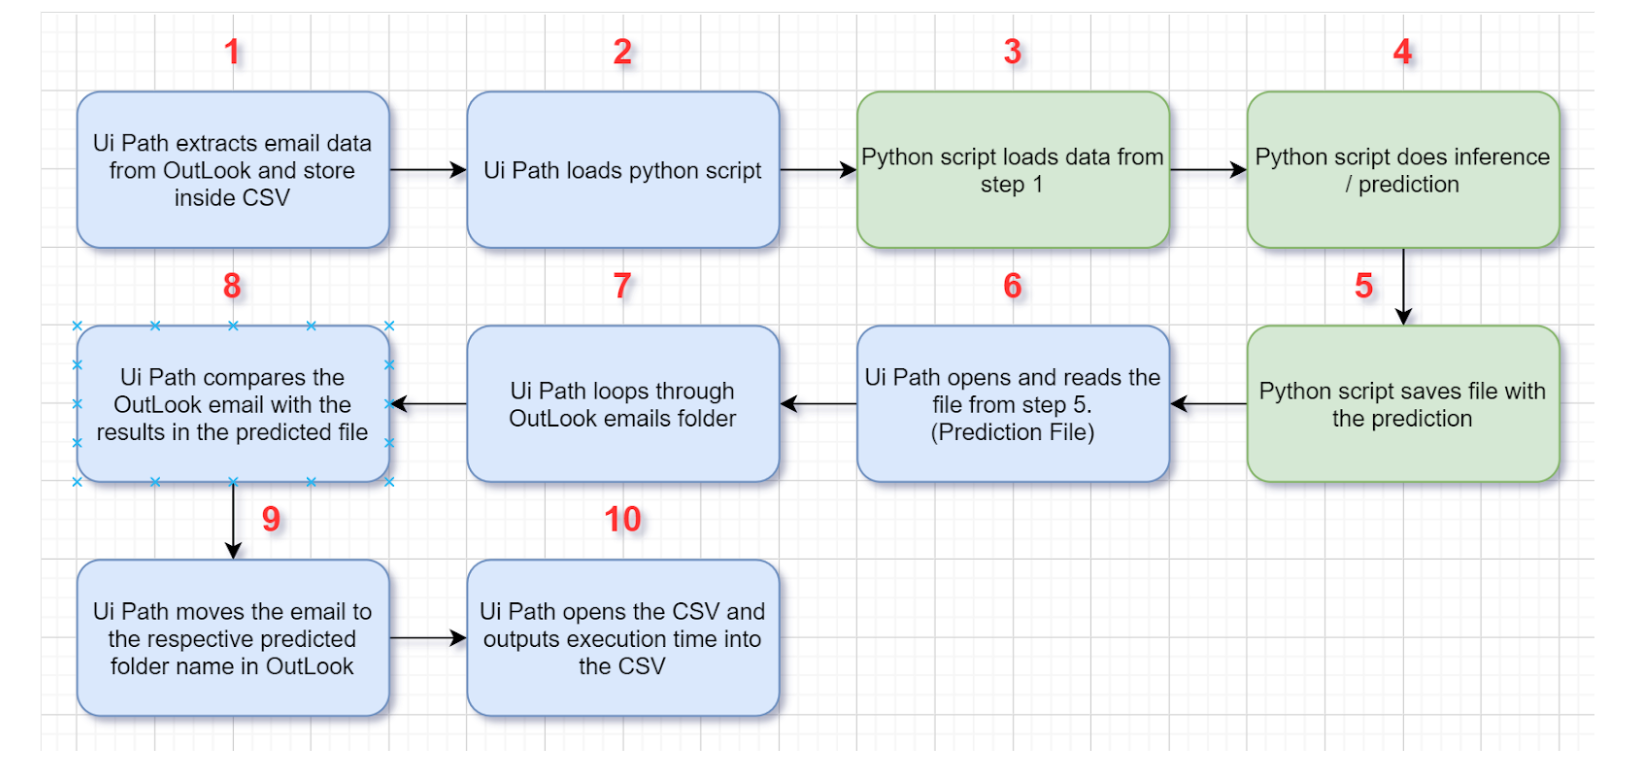 1
2
3
4
Ui Path extracts email data
from OutLook and store
inside CSV
Ui Path loads python script
Python script loads data from
step 1
Python script does inference
/ prediction
8
7
6
5
Ui Path compares the
OutLook email with the
results in the predicted file
Ui Path loops through
OutLook emails folder
Ui Path opens and reads the
file from step 5.
(Prediction File)
Python script saves file with
the prediction
9
10
Ui Path moves the email to
the respective predicted
folder name in OutLook
Ui Path opens the CSV and
outputs execution time into
the CSV